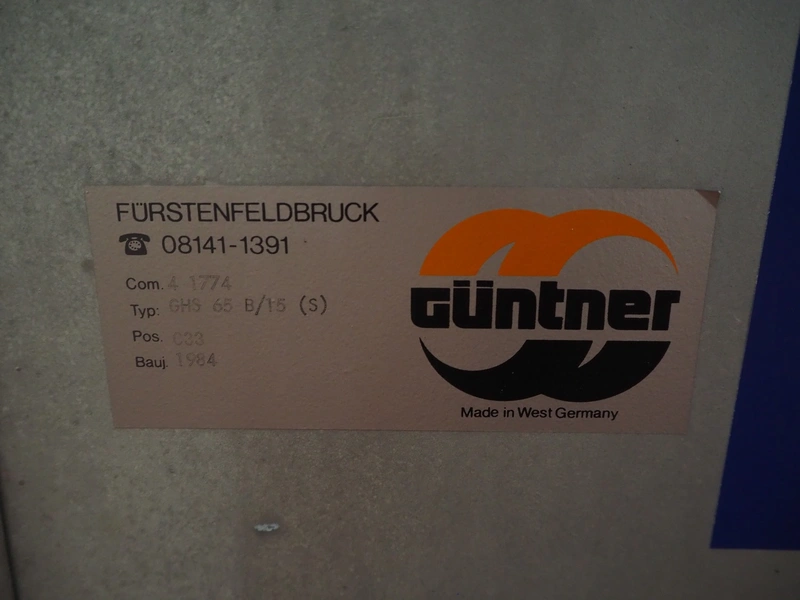 FÜRSTENFELDBRUCK
☎ 08141-1391
Com. 4 1774
Typ: GHS 65 B/15 (S)
Pos. C33
Bauj. 1984
Güntner
Made in West Germany